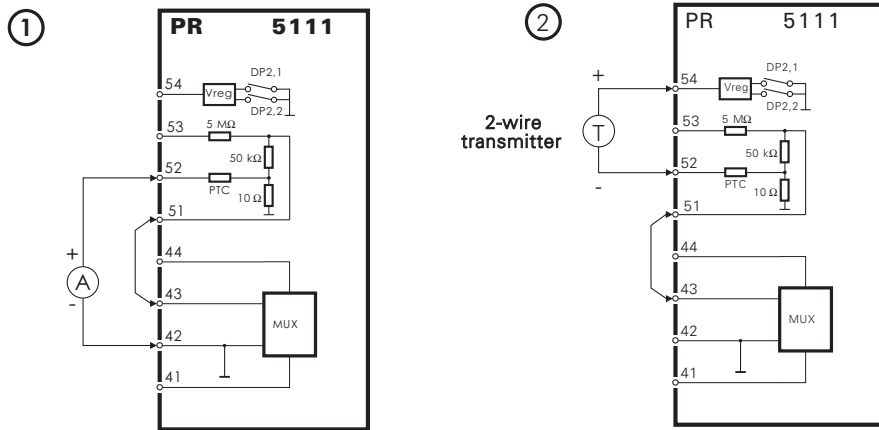 1
PR 5111
54
Vreg
DP2,1
DP2,2
53
5 MΩ
50 kΩ
52
PTC
10 Ω
51
+
A
-
44
43
MUX
42
41
2
PR 5111
+
54
Vreg
DP2,1
DP2,2
2-wire
transmitter
T
53
5 MΩ
50 kΩ
52
PTC
10 Ω
-
51
44
43
MUX
42
41